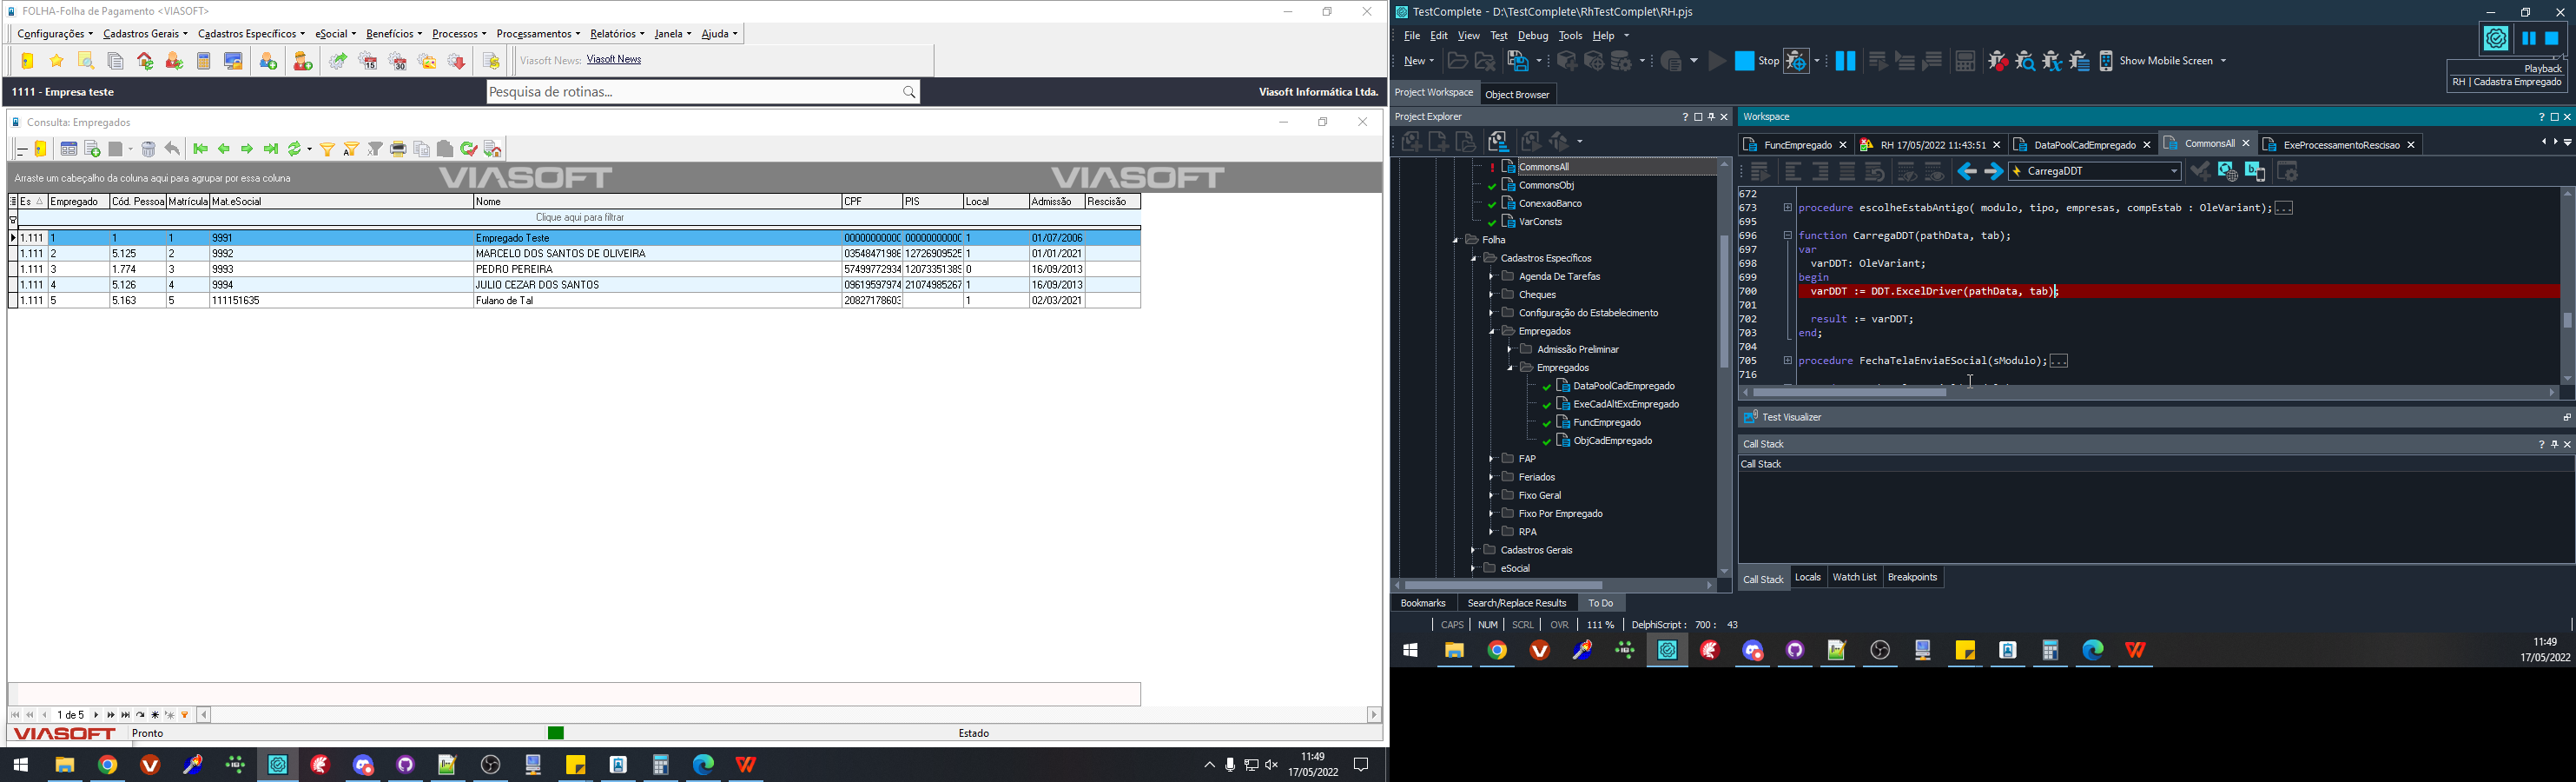 FOLHA-Folha de Pagamento <VIASOFT>
Configurações Cadastros Gerais Cadastros Específicos eSocial Benefícios Processos Processamentos Relatórios Janela Ajuda
Viasoft News: Viasoft News
1111 - Empresa teste
Pesquisa de rotinas...
Viasoft Informática Ltda.
Consulta: Empregados
Arraste um cabeçalho da coluna aqui para agrupar por essa coluna
VIASOFT VIASOFT
Es Empregado Cód. Pessoa Matrícula Mat.eSocial Nome CPF PIS Local Admissão Rescisão
Clique aqui para filtrar
1.111 1 1 1 9991 Empregado Teste 0000000000C 0000000000C 1 01/07/2006
1.111 2 5.125 2 9992 MARCELO DOS SANTOS DE OLIVEIRA 0354847198E 12726909525 1 01/01/2021
1.111 3 1.774 3 9993 PEDRO PEREIRA 57499772934 1207335138S 0 16/09/2013
1.111 4 5.126 4 9994 JULIO CEZAR DOS SANTOS 09619597974 21074985267 1 16/09/2013
1.111 5 5.163 5 111151635 Fulano de Tal 20827178603 1 02/03/2021
1 de 5
VIASOFT Pronto Estado
11:49
17/05/2022
TestComplete - D:\TestComplete\RhTestComplet\RH.pjs
File Edit View Test Debug Tools Help
New Stop Show Mobile Screen
Playback
RH | Cadastra Empregado
Project Workspace Object Browser
Project Explorer
CommonsAll
CommonsObj
ConexaoBanco
VarConsts
Folha
Cadastros Específicos
Agenda De Tarefas
Cheques
Configuração do Estabelecimento
Empregados
Admissão Preliminar
Empregados
DataPoolCadEmpregado
ExeCadAltExcEmpregado
FuncEmpregado
ObjCadEmpregado
FAP
Feriados
Fixo Geral
Fixo Por Empregado
RPA
Cadastros Gerais
eSocial
Bookmarks Search/Replace Results To Do
Workspace
FuncEmpregado RH 17/05/2022 11:43:51 DataPoolCadEmpregado CommonsAll ExeProcessamentoRescisao
CarregaDDT
672
673 procedure escolheEstabAntigo( modulo, tipo, empresas, compEstab : OleVariant);...
695
696 function CarregaDDT(pathData, tab);
697 var
698 varDDT: OleVariant;
699 begin
700 varDDT := DDT.ExcelDriver(pathData, tab);
701
702 result := varDDT;
703 end;
704
705 procedure FechaTelaEnviaESocial(sModulo);...
716
Test Visualizer
Call Stack
Call Stack
Call Stack Locals Watch List Breakpoints
CAPS NUM SCRL OVR 111 % DelphiScript : 700 : 43
11:49
17/05/2022